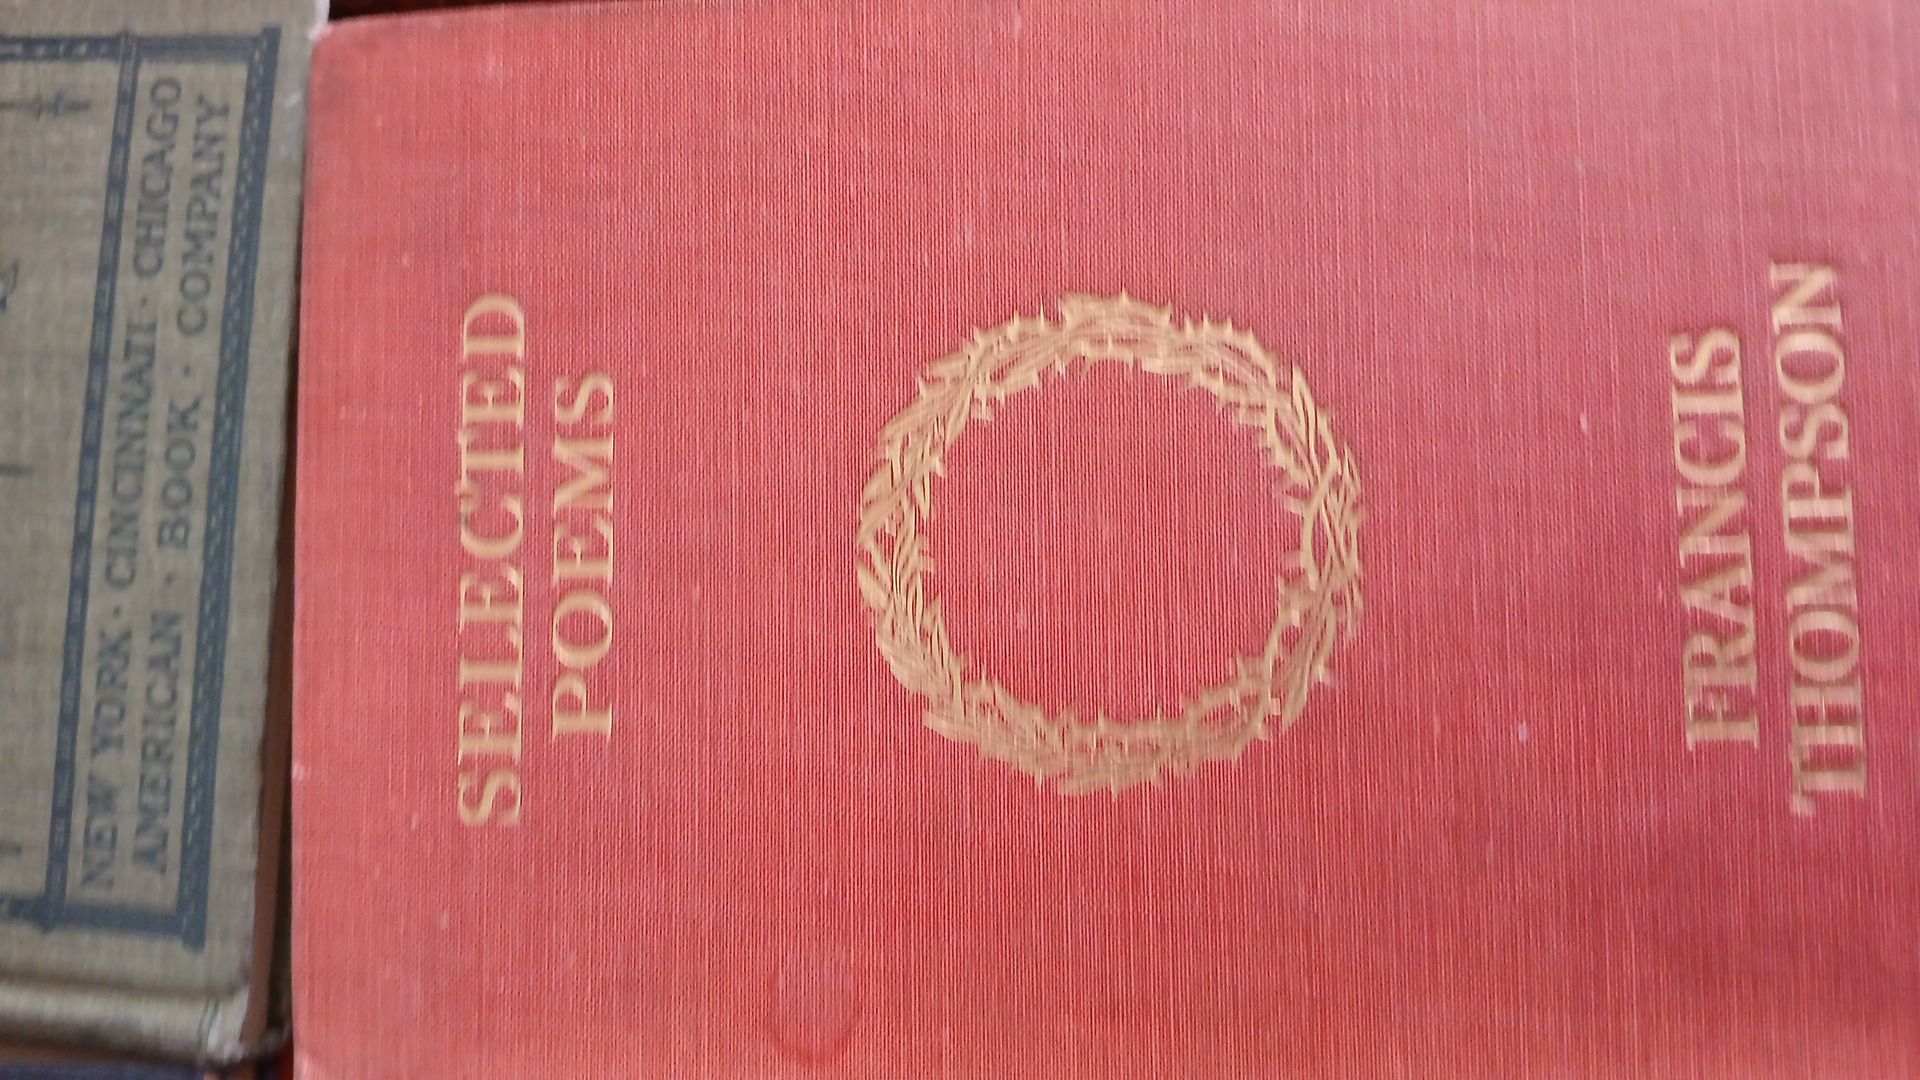 NEW YORK · CINCINNATI · CHICAGO
AMERICAN · BOOK · COMPANY
SELECTED
POEMS
FRANCIS
THOMPSON